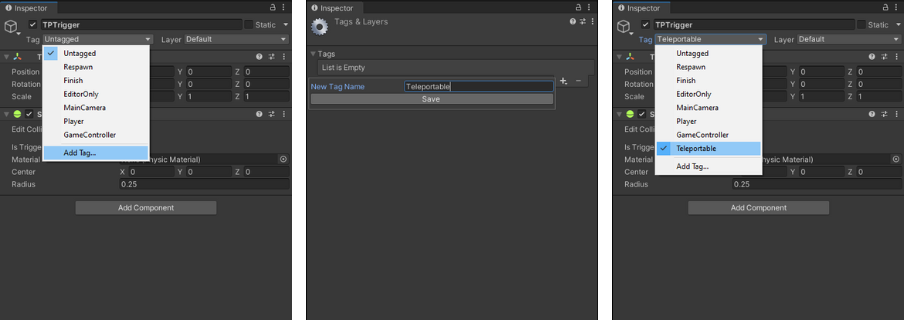 Inspector
TPTrigger
Static
Tag Untagged Layer Default
Untagged
Respawn
Finish
EditorOnly
MainCamera
Player
GameController
Add Tag...
T
Position Y 0 Z 0
Rotation Y 0 Z 0
Scale Y 1 Z 1
S
Edit Colli
Is Trigge
Material Physic Material)
Center X 0 Y 0 Z 0
Radius 0.25
Add Component
Inspector
Tags & Layers
Tags
List is Empty
New Tag Name Teleportable
Save
Inspector
TPTrigger
Static
Tag Teleportable Layer Default
Untagged
Respawn
Finish
EditorOnly
MainCamera
Player
GameController
Teleportable
Add Tag...
T
Position Y 0 Z 0
Rotation Y 0 Z 0
Scale Y 1 Z 1
S
Edit Colli
Is Trigge
Material hysic Material)
Center Y 0 Z 0
Radius 0.25
Add Component